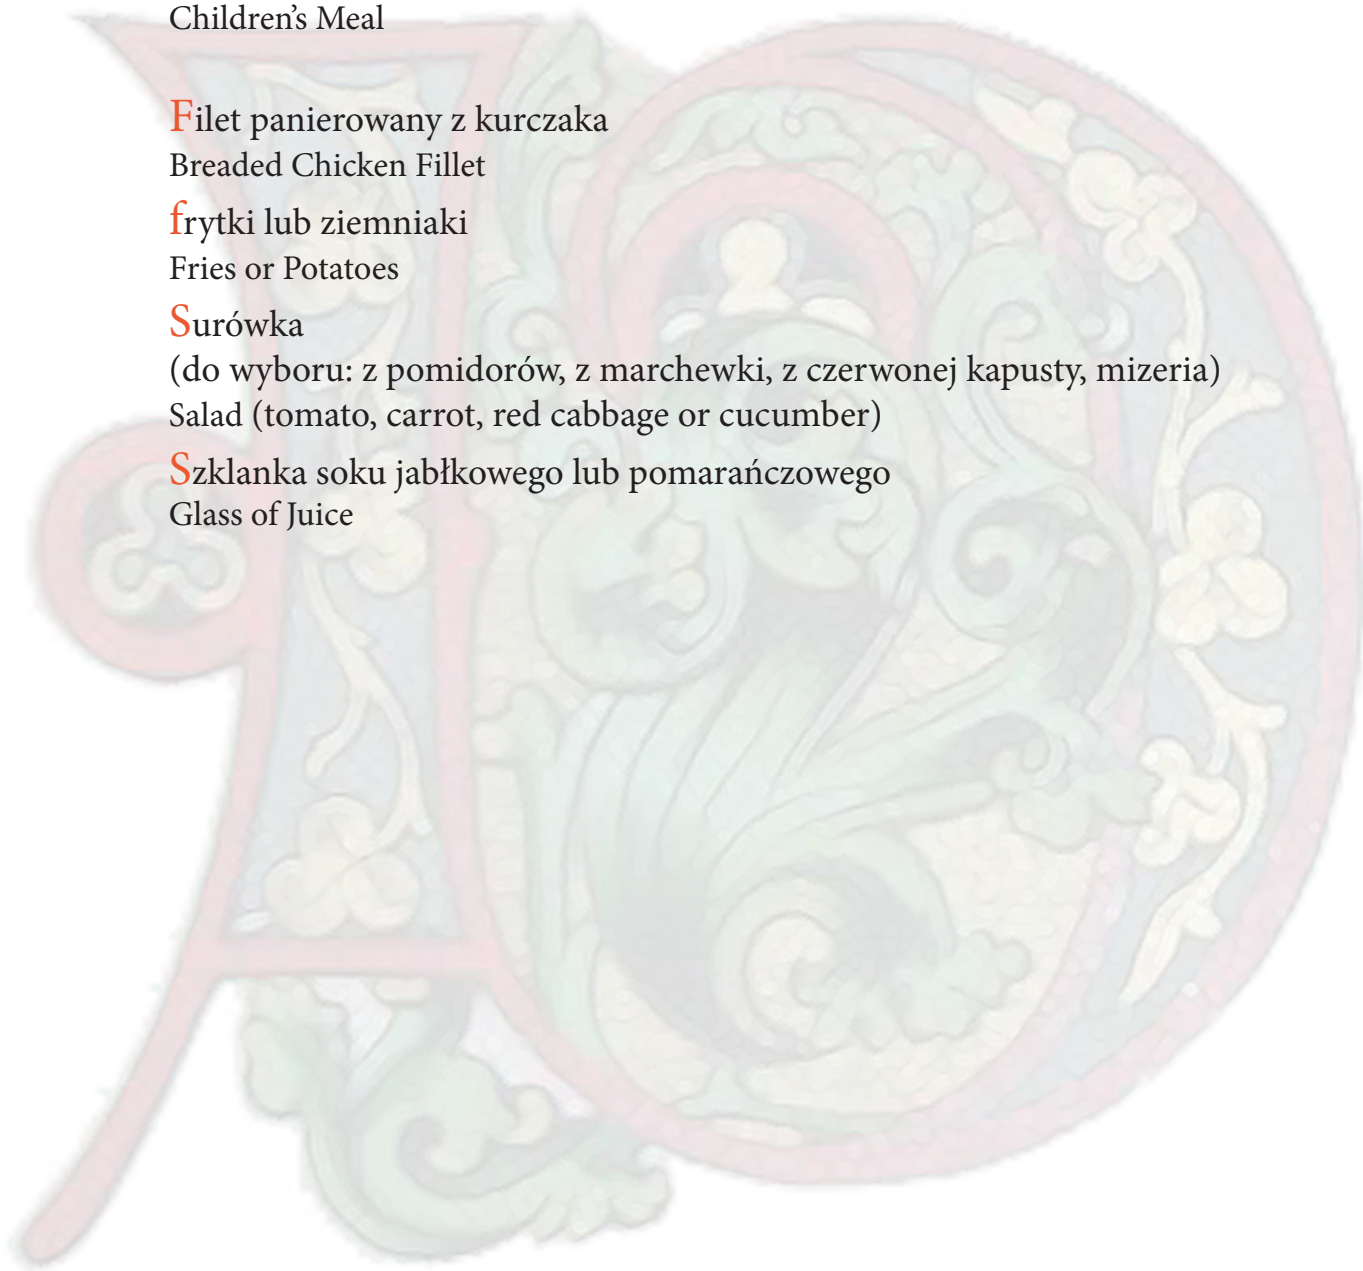 Children’s Meal
Filet panierowany z kurczaka
Breaded Chicken Fillet
frytki lub ziemniaki
Fries or Potatoes
Surówka
(do wyboru: z pomidorów, z marchewki, z czerwonej kapusty, mizeria)
Salad (tomato, carrot, red cabbage or cucumber)
Szklanka soku jabłkowego lub pomarańczowego
Glass of Juice